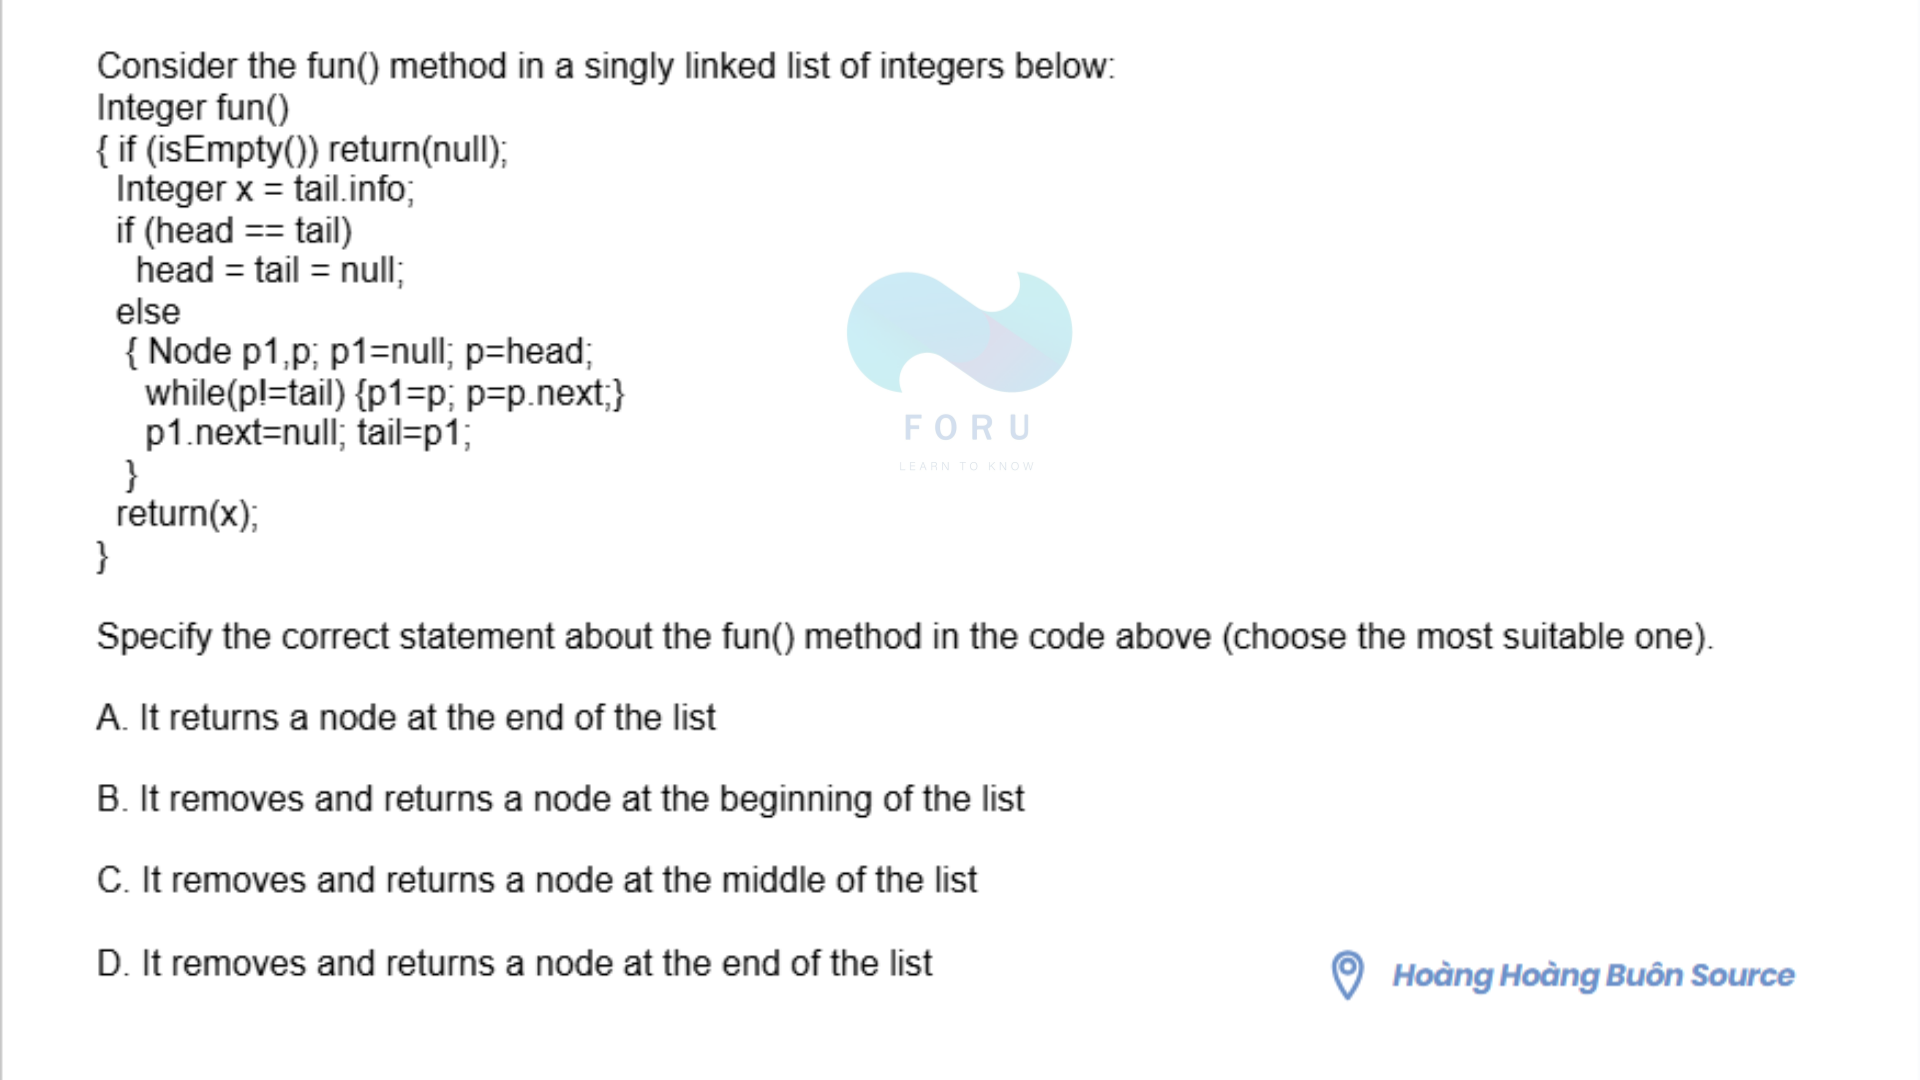 Consider the fun() method in a singly linked list of integers below:
Integer fun()
{ if (isEmpty()) return(null);
Integer x = tail.info;
if (head == tail)
head = tail = null;
else
{ Node p1,p; p1=null; p=head;
while(p!=tail) {p1=p; p=p.next;}
p1.next=null; tail=p1;
}
return(x);
}
FORU
LEARN TO KNOW
Specify the correct statement about the fun() method in the code above (choose the most suitable one).
A. It returns a node at the end of the list
B. It removes and returns a node at the beginning of the list
C. It removes and returns a node at the middle of the list
D. It removes and returns a node at the end of the list
Hoàng Hoàng Buôn Source